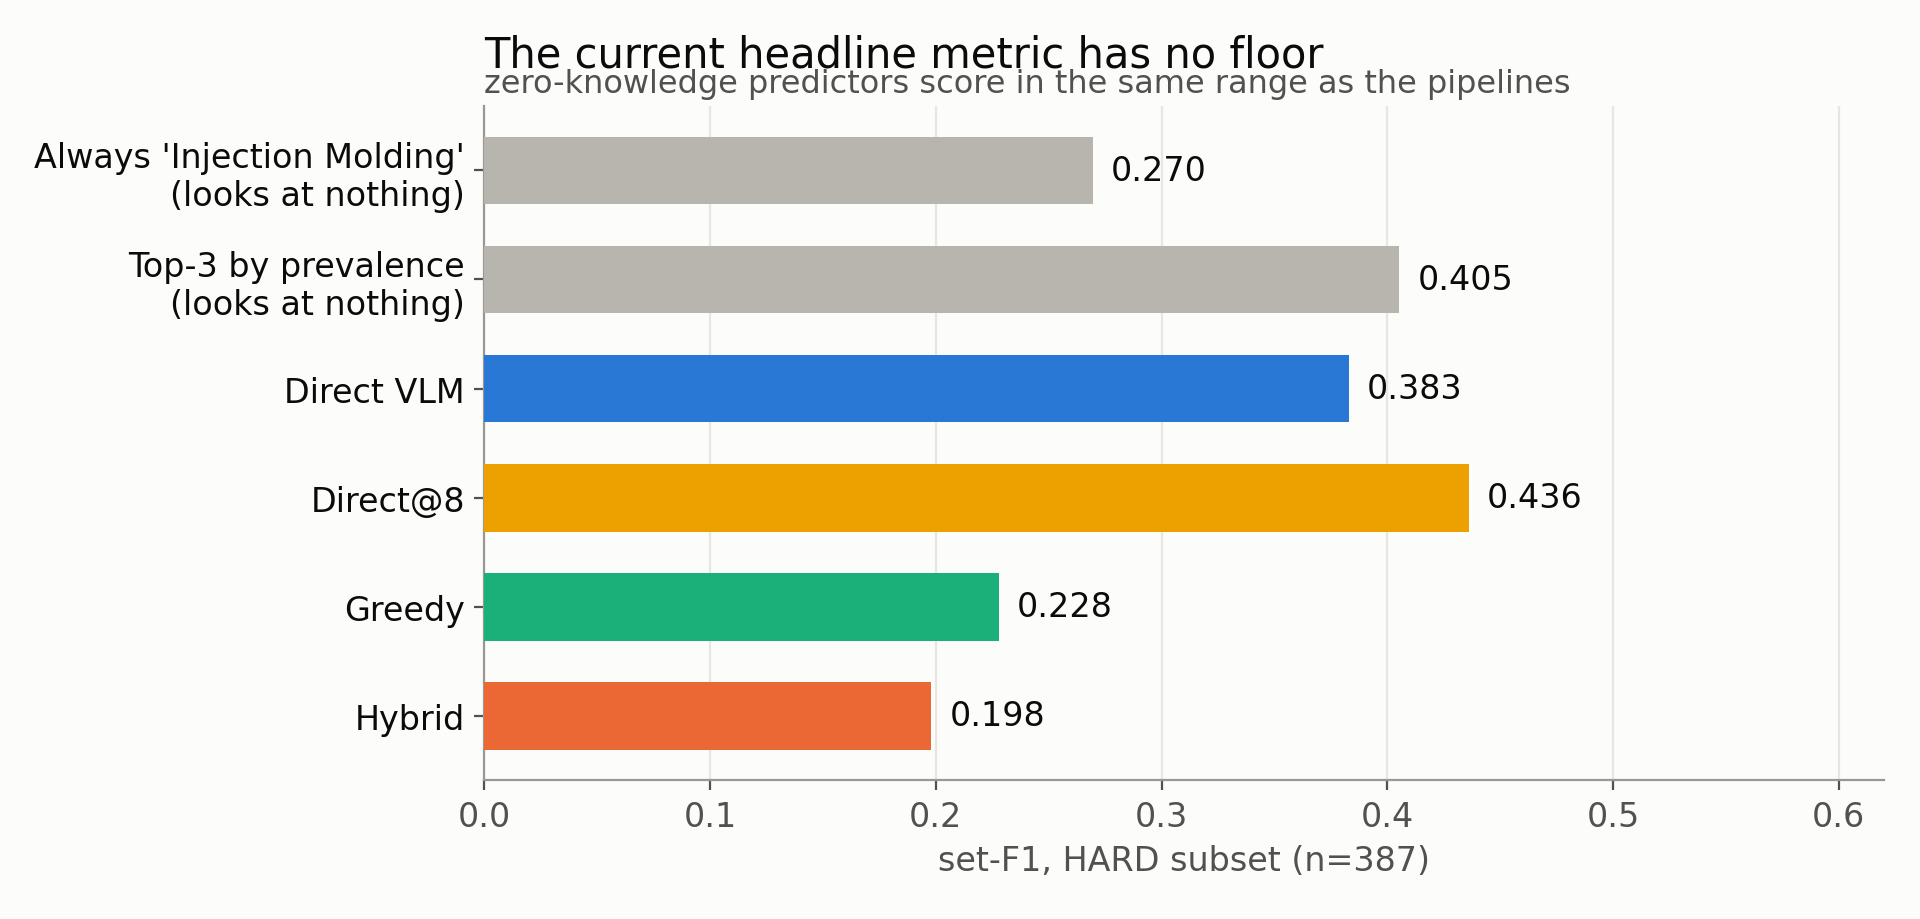 The current headline metric has no floor
zero-knowledge predictors score in the same range as the pipelines
Always 'Injection Molding'
(looks at nothing)
0.270
Top-3 by prevalence
(looks at nothing)
0.405
Direct VLM
0.383
Direct@8
0.436
Greedy
0.228
Hybrid
0.198
0.0 0.1 0.2 0.3 0.4 0.5 0.6
set-F1, HARD subset (n=387)